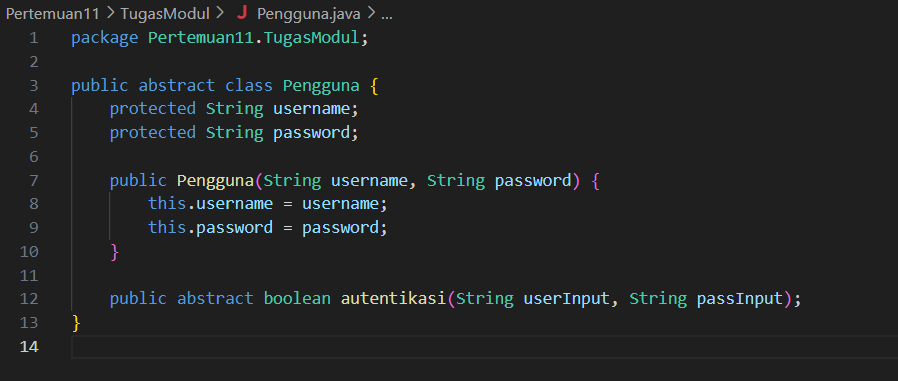 Pertemuan11 > TugasModul > J Pengguna.java > ...
1 package Pertemuan11.TugasModul;
2
3 public abstract class Pengguna {
4 protected String username;
5 protected String password;
6
7 public Pengguna(String username, String password) {
8 this.username = username;
9 this.password = password;
10 }
11
12 public abstract boolean autentikasi(String userInput, String passInput);
13 }
14